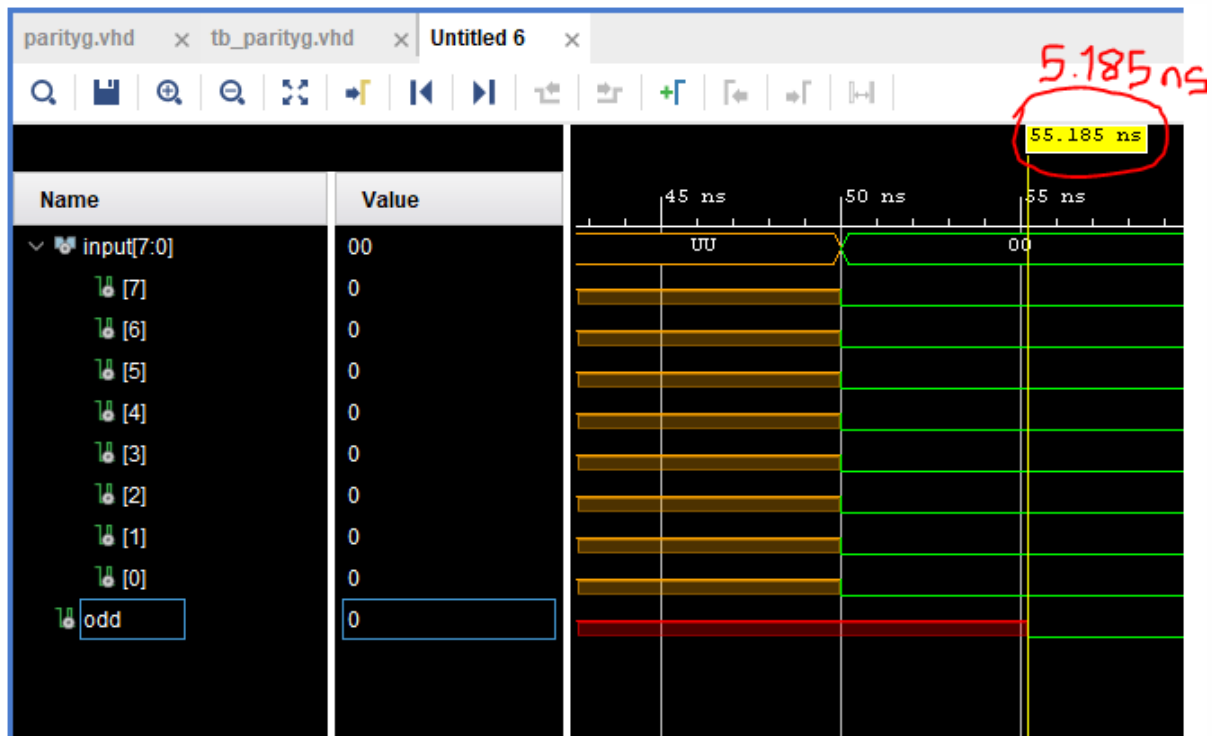 parityg.vhd × tb_parityg.vhd × Untitled 6 ×
5.185 ns
55.185 ns
Name Value 45 ns 50 ns 55 ns
input[7:0] 00 UU 00
[7] 0
[6] 0
[5] 0
[4] 0
[3] 0
[2] 0
[1] 0
[0] 0
odd 0